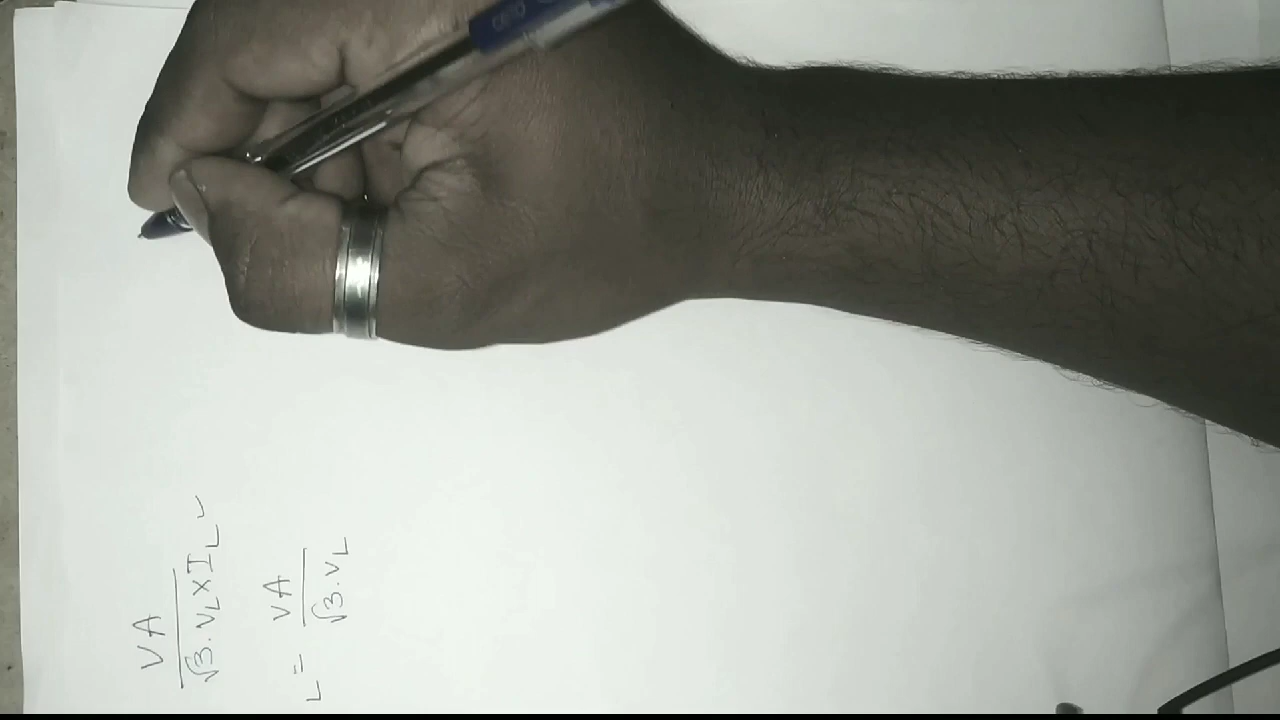 VA
√3.VL×IL
L = VA
√3.VL